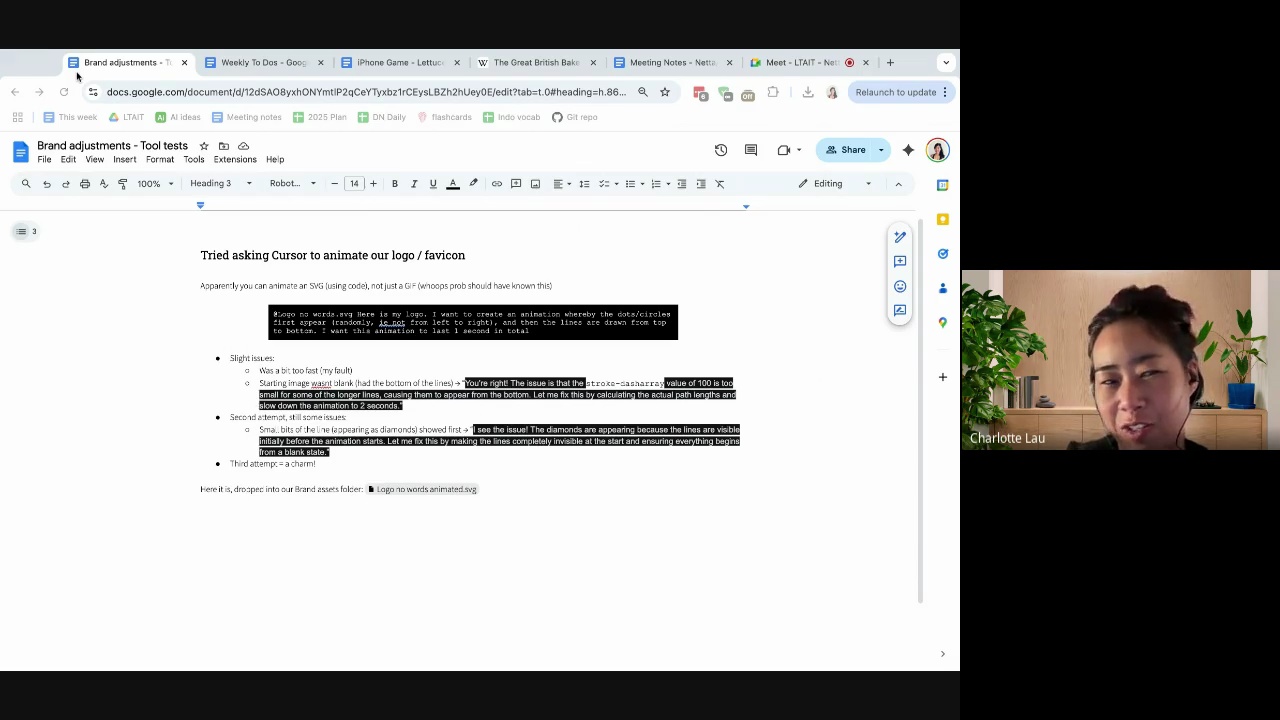 Brand adjustments - To
Weekly To Dos - Goog
iPhone Game - Lettuc
The Great British Bake
Meeting Notes - Netta
Meet - LTAIT - Net
docs.google.com/document/d/12dSAO8yxhONYmtlP2qCeYTyxbz1rCEysLBZh2hUey0E/edit?tab=t.0#heading=h.86...
Relaunch to update
This week
LTAIT
AI ideas
Meeting notes
2025 Plan
DN Daily
flashcards
Indo vocab
Git repo
Brand adjustments - Tool tests
File Edit View Insert Format Tools Extensions Help
Share
100% Heading 3 Robot... 14 B I U A Editing
3
Tried asking Cursor to animate our logo / favicon
Apparently you can animate an SVG (using code), not just a GIF (whoops prob should have known this)
@Logo no words.svg Here is my logo. I want to create an animation whereby the dots/circles
first appear (randomly, ie not from left to right), and then the lines are drawn from top
to bottom. I want this animation to last 1 second in total
Slight issues:
Was a bit too fast (my fault)
Starting image wasnt blank (had the bottom of the lines) → "You're right! The issue is that the stroke-dasharray value of 100 is too
small for some of the longer lines, causing them to appear from the bottom. Let me fix this by calculating the actual path lengths and
slow down the animation to 2 seconds."
Second attempt, still some issues:
Small bits of the line (appearing as diamonds) showed first → "I see the issue! The diamonds are appearing because the lines are visible
initially before the animation starts. Let me fix this by making the lines completely invisible at the start and ensuring everything begins
from a blank state."
Third attempt = a charm!
Here it is, dropped into our Brand assets folder: Logo no words animated.svg
Charlotte Lau